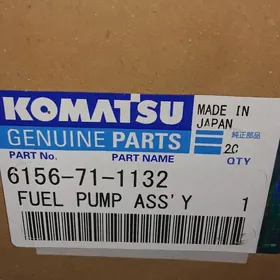 KOMATSU
MADE IN
JAPAN
GENUINE PARTS
純正部品
2C
PART No.
PART NAME
QTY
6156-71-1132
FUEL PUMP ASS'Y
1